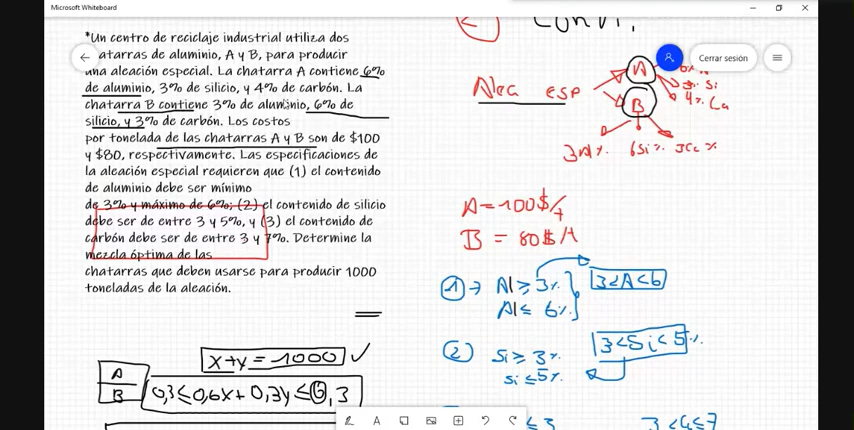 Microsoft Whiteboard
*Un centro de reciclaje industrial utiliza dos
chatarras de aluminio, A y B, para producir
una aleación especial. La chatarra A contiene 6%
de aluminio, 3% de silicio, y 4% de carbón. La
chatarra B contiene 3% de aluminio, 6% de
silicio, y 3% de carbón. Los costos
por tonelada de las chatarras A y B son de $100
y $80, respectivamente. Las especificaciones de
la aleación especial requieren que (1) el contenido
de aluminio debe ser mínimo
de 3% y máximo de 6%; (2) el contenido de silicio
debe ser de entre 3 y 5%, y (3) el contenido de
carbón debe ser de entre 3 y 7%. Determine la
mezcla óptima de las
chatarras que deben usarse para producir 1000
toneladas de la aleación.
x+y = 1000
A
B
0,3≤0,6x+0,3y≤6,3
Cerrar sesión
Alea esp
A
B
Si
4% Ca
3Al% 6Si% 3Ca%
A=100$/t
B = 80$/t
1 → Al ≥ 3%
Al ≤ 6%
3<A<6
2 Si ≥ 3%
Si ≤ 5%
3<Si<5%
≤ 3
3<C≤7